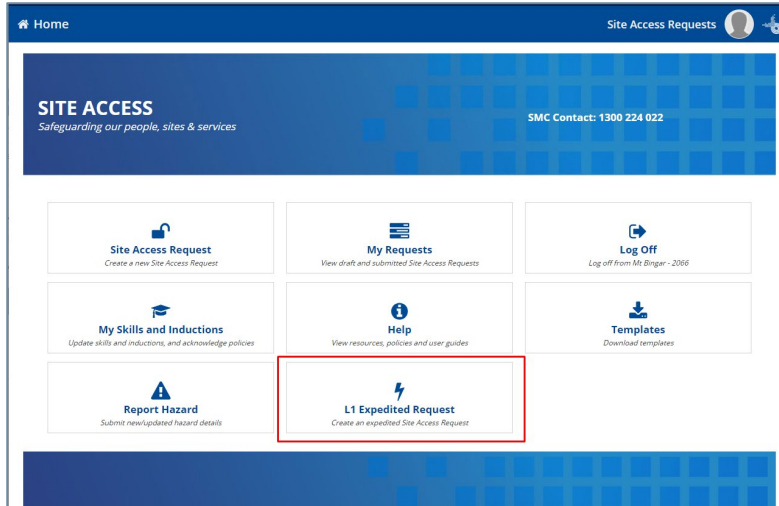 Home
Site Access Requests
SITE ACCESS
Safeguarding our people, sites & services
SMC Contact: 1300 224 022
Site Access Request
Create a new Site Access Request
My Requests
View draft and submitted Site Access Requests
Log Off
Log off from Mt Bingar - 2066
My Skills and Inductions
Update skills and inductions, and acknowledge policies
Help
View resources, policies and user guides
Templates
Download templates
Report Hazard
Submit new/updated hazard details
L1 Expedited Request
Create an expedited Site Access Request